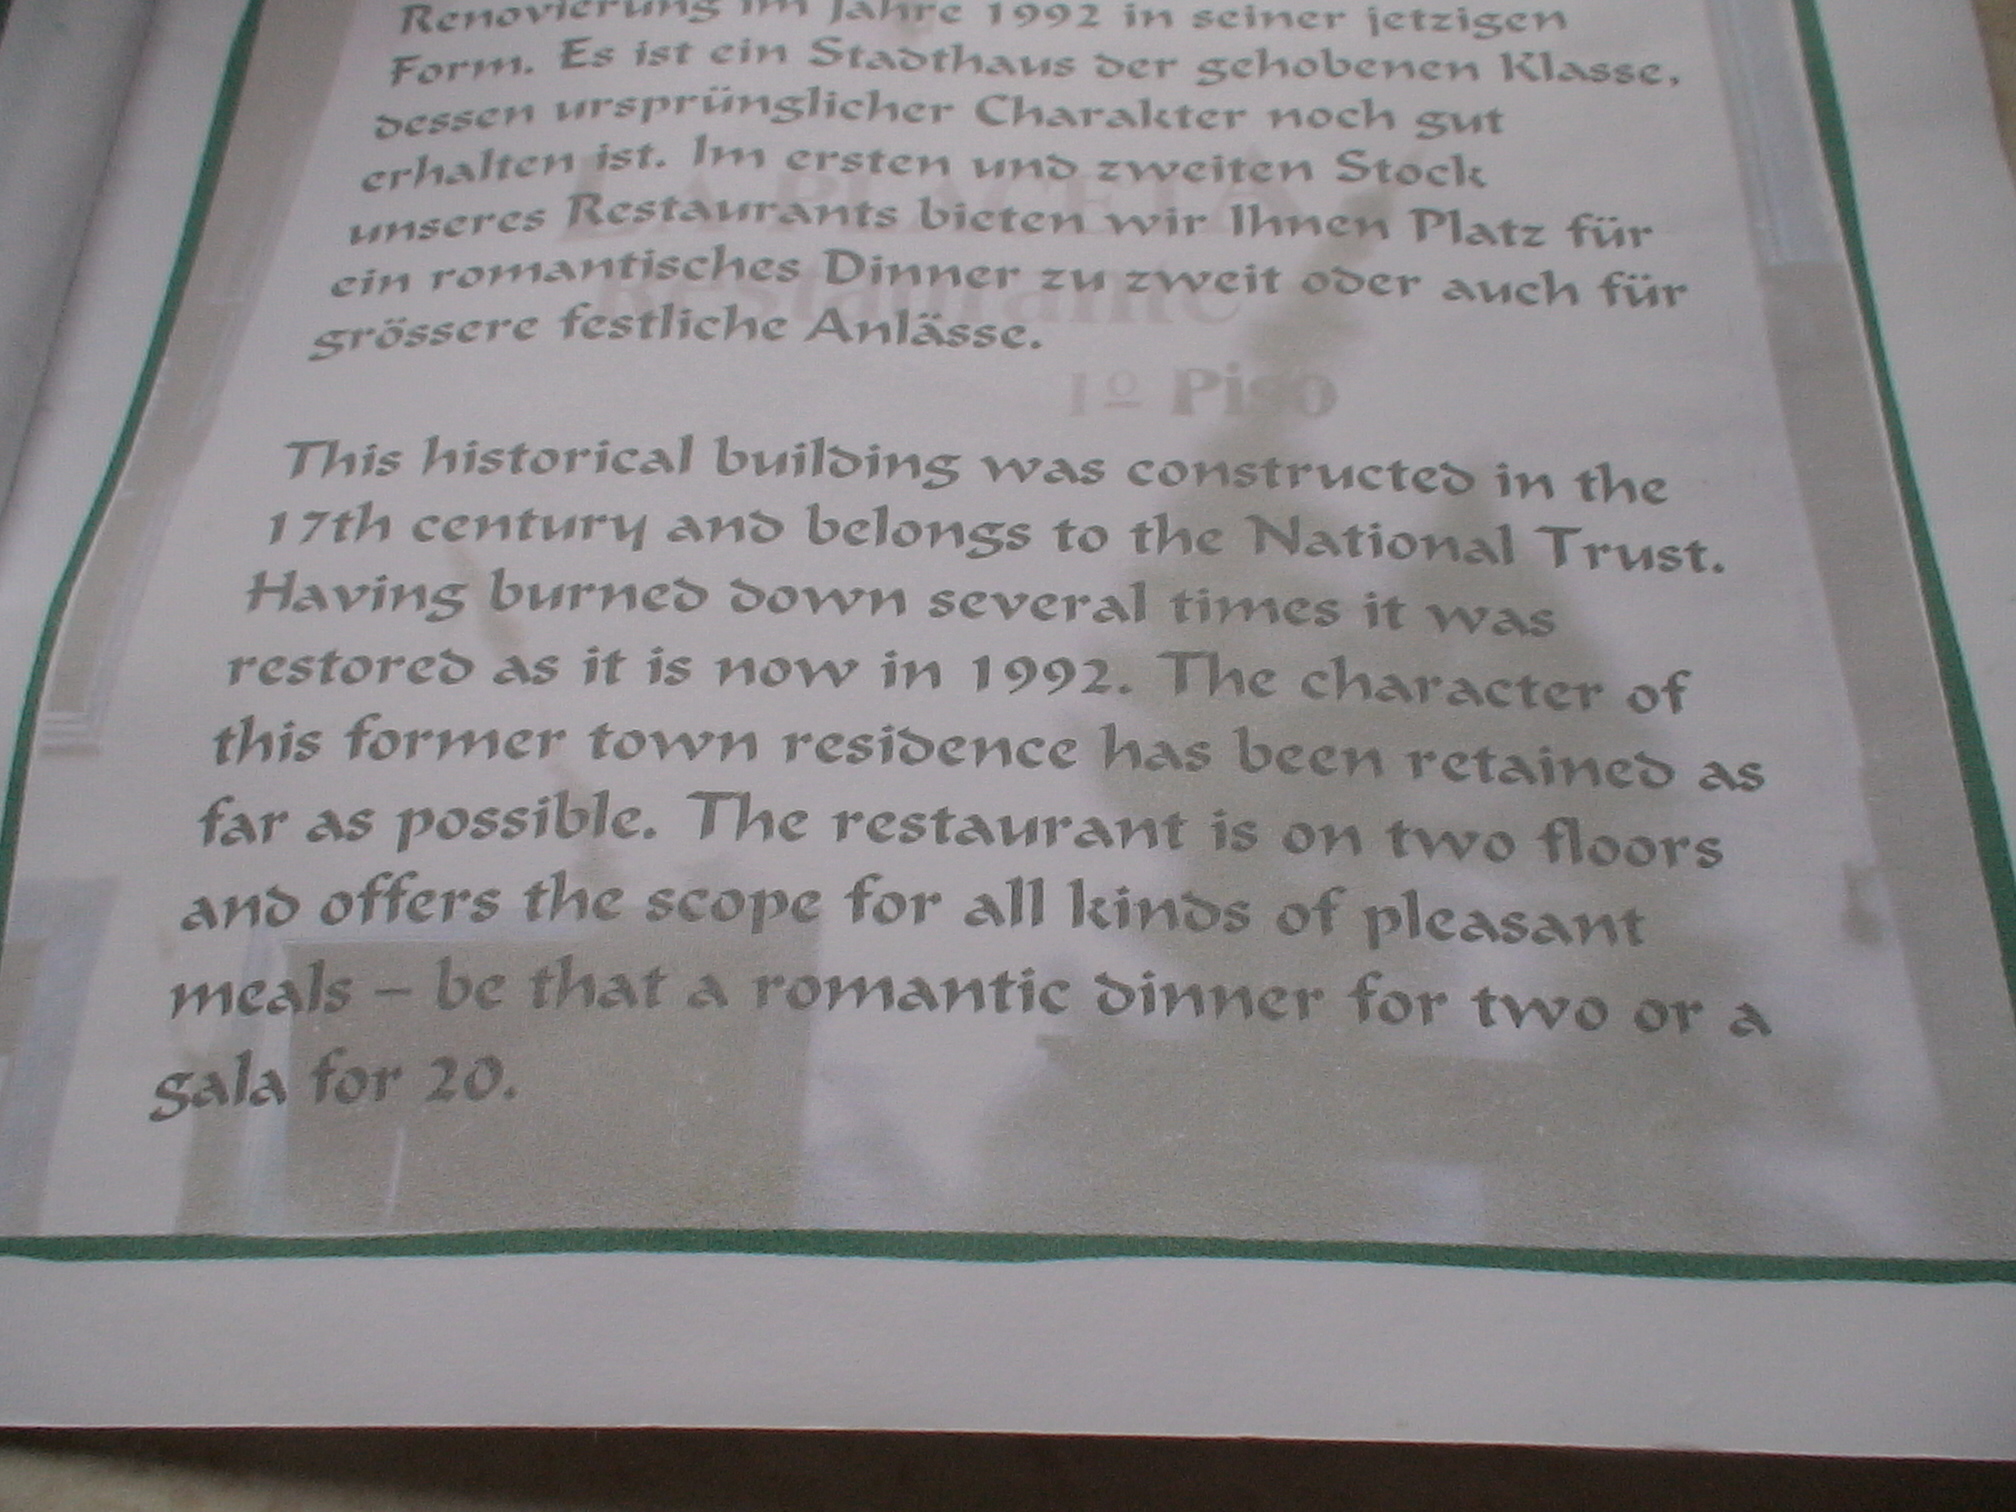 Renovierung im Jahre 1992 in seiner jetzigen
Form. Es ist ein Stadthaus der gehobenen Klasse,
dessen ursprünglicher Charakter noch gut
erhalten ist. Im ersten und zweiten Stock
LA PLACETA
unseres Restaurants bieten wir Ihnen Platz für
ein romantisches Dinner zu zweit oder auch für
Restaurante
grössere festliche Anlässe.
1º Piso
This historical building was constructed in the
17th century and belongs to the National Trust.
Having burned down several times it was
restored as it is now in 1992. The character of
this former town residence has been retained as
far as possible. The restaurant is on two floors
and offers the scope for all kinds of pleasant
meals – be that a romantic dinner for two or a
gala for 20.